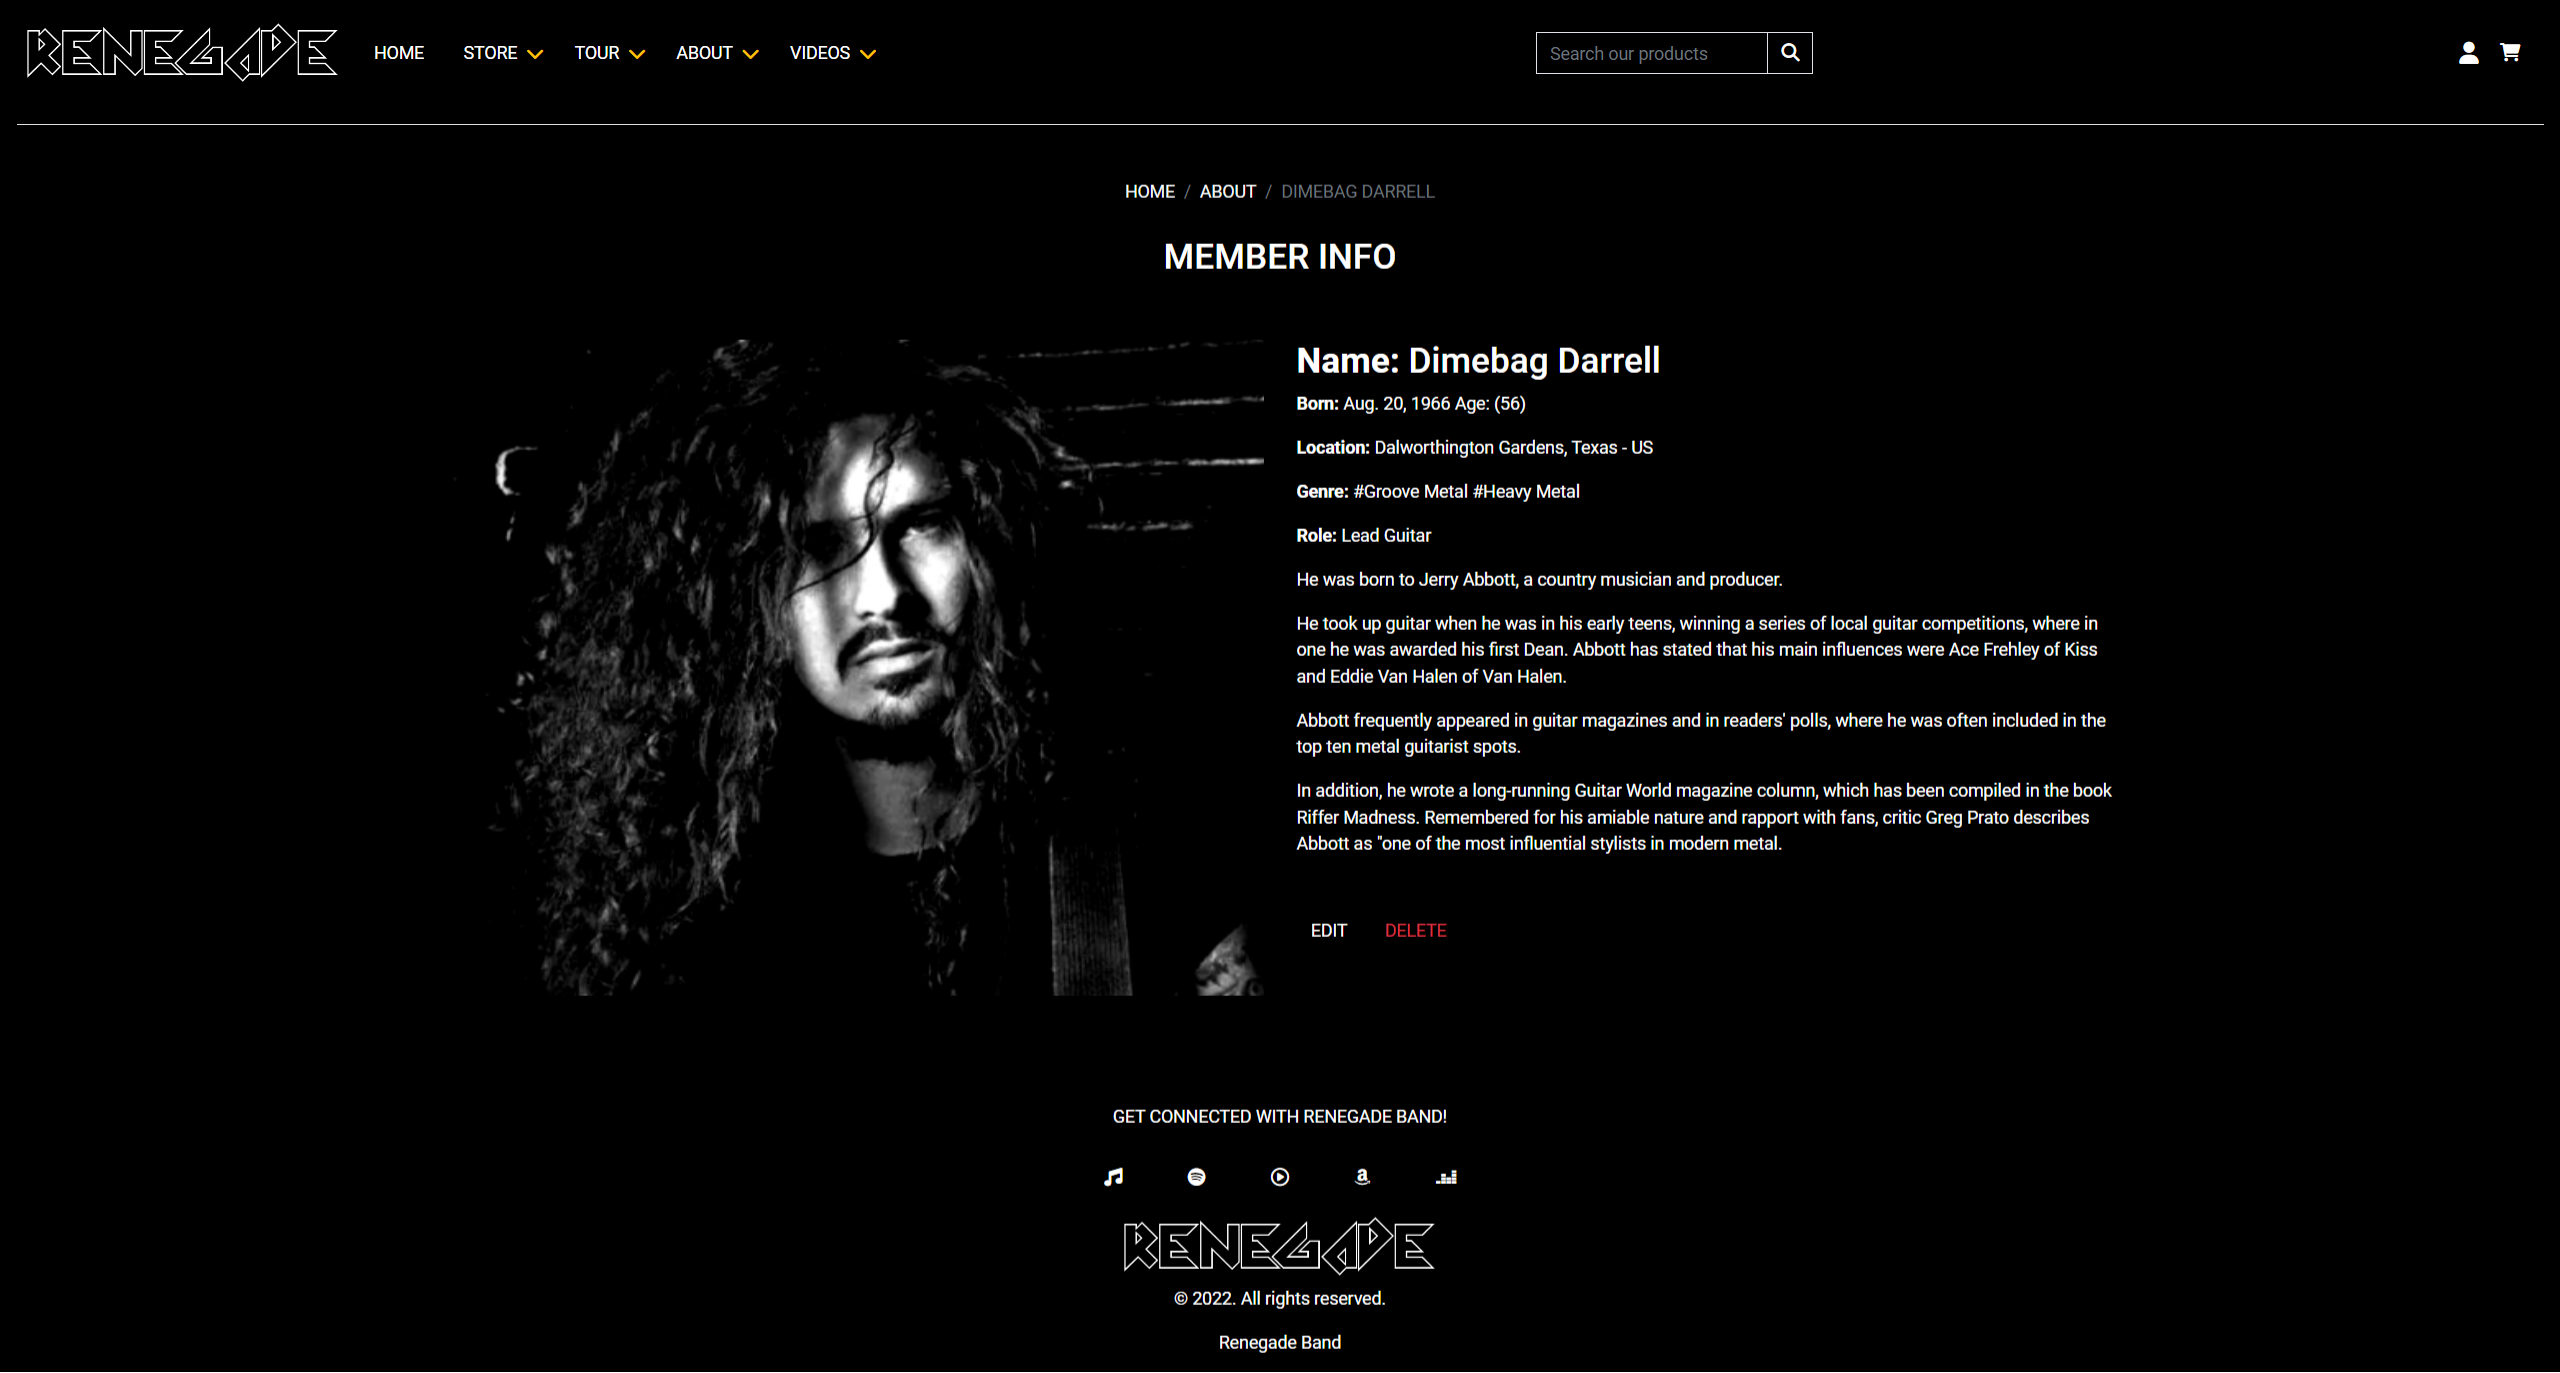 RENEGADE HOME STORE TOUR ABOUT VIDEOS Search our products
HOME / ABOUT / DIMEBAG DARRELL
MEMBER INFO
Name: Dimebag Darrell
Born: Aug. 20, 1966 Age: (56)
Location: Dalworthington Gardens, Texas - US
Genre: #Groove Metal #Heavy Metal
Role: Lead Guitar
He was born to Jerry Abbott, a country musician and producer.
He took up guitar when he was in his early teens, winning a series of local guitar competitions, where in
one he was awarded his first Dean. Abbott has stated that his main influences were Ace Frehley of Kiss
and Eddie Van Halen of Van Halen.
Abbott frequently appeared in guitar magazines and in readers' polls, where he was often included in the
top ten metal guitarist spots.
In addition, he wrote a long-running Guitar World magazine column, which has been compiled in the book
Riffer Madness. Remembered for his amiable nature and rapport with fans, critic Greg Prato describes
Abbott as "one of the most influential stylists in modern metal.
EDIT DELETE
GET CONNECTED WITH RENEGADE BAND!
RENEGADE
© 2022. All rights reserved.
Renegade Band